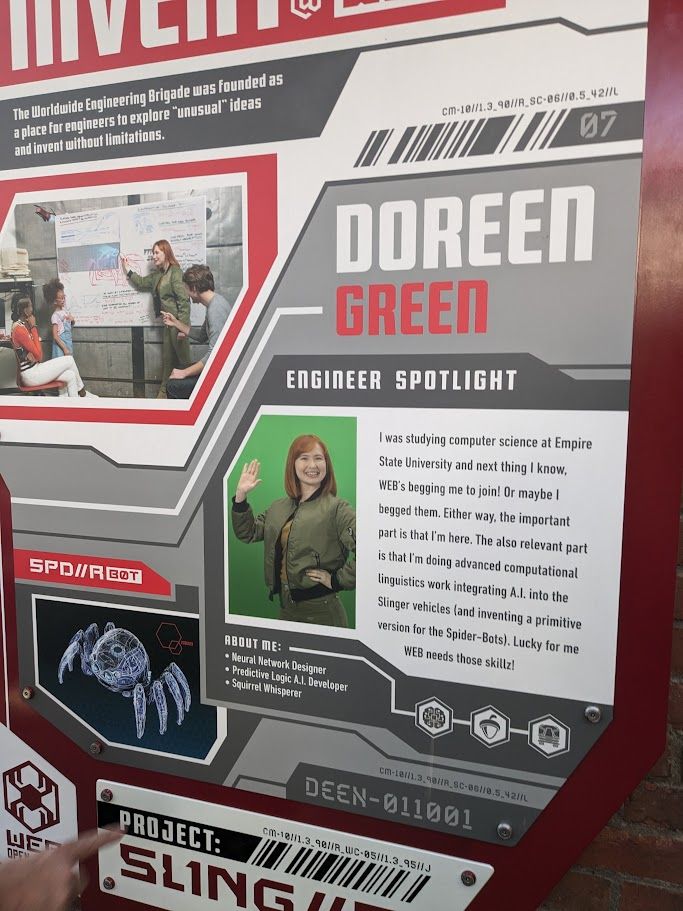 INVENT
The Worldwide Engineering Brigade was founded as
a place for engineers to explore "unusual" ideas
and invent without limitations.
CM-10//1.3_90//R_SC-06//0.5_42//L
07
DOREEN
GREEN
ENGINEER SPOTLIGHT
I was studying computer science at Empire
State University and next thing I know,
WEB's begging me to join! Or maybe I
begged them. Either way, the important
part is that I'm here. The also relevant part
is that I'm doing advanced computational
linguistics work integrating A.I. into the
Slinger vehicles (and inventing a primitive
version for the Spider-Bots). Lucky for me
WEB needs those skillz!
SPD//R BOT
ABOUT ME:
• Neural Network Designer
• Predictive Logic A.I. Developer
• Squirrel Whisperer
CM-10//1.3_90//R_SC-06//0.5_42//L
DEEN-011001
WEB
OPEN
PROJECT:
CM-10//1.3_90//R_WC-05//1.3_95//J
SL1NG//